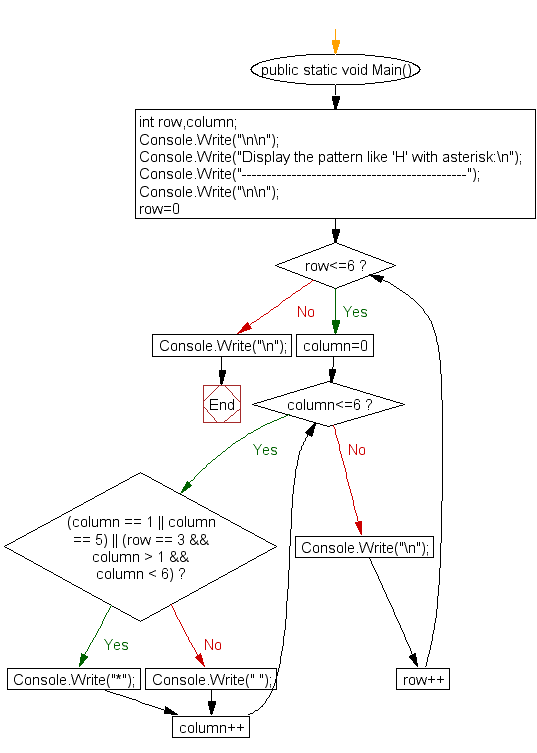 public static void Main()
int row,column;
Console.Write("\n\n");
Console.Write("Display the pattern like 'H' with asterisk:\n");
Console.Write("---------------------------------------------");
Console.Write("\n\n");
row=0
row<=6 ?
No
Yes
Console.Write("\n");
column=0
End
column<=6 ?
Yes
No
(column == 1 || column
== 5) || (row == 3 &&
column > 1 &&
column < 6) ?
Console.Write("\n");
Yes
No
Console.Write("*");
Console.Write(" ");
row++
column++